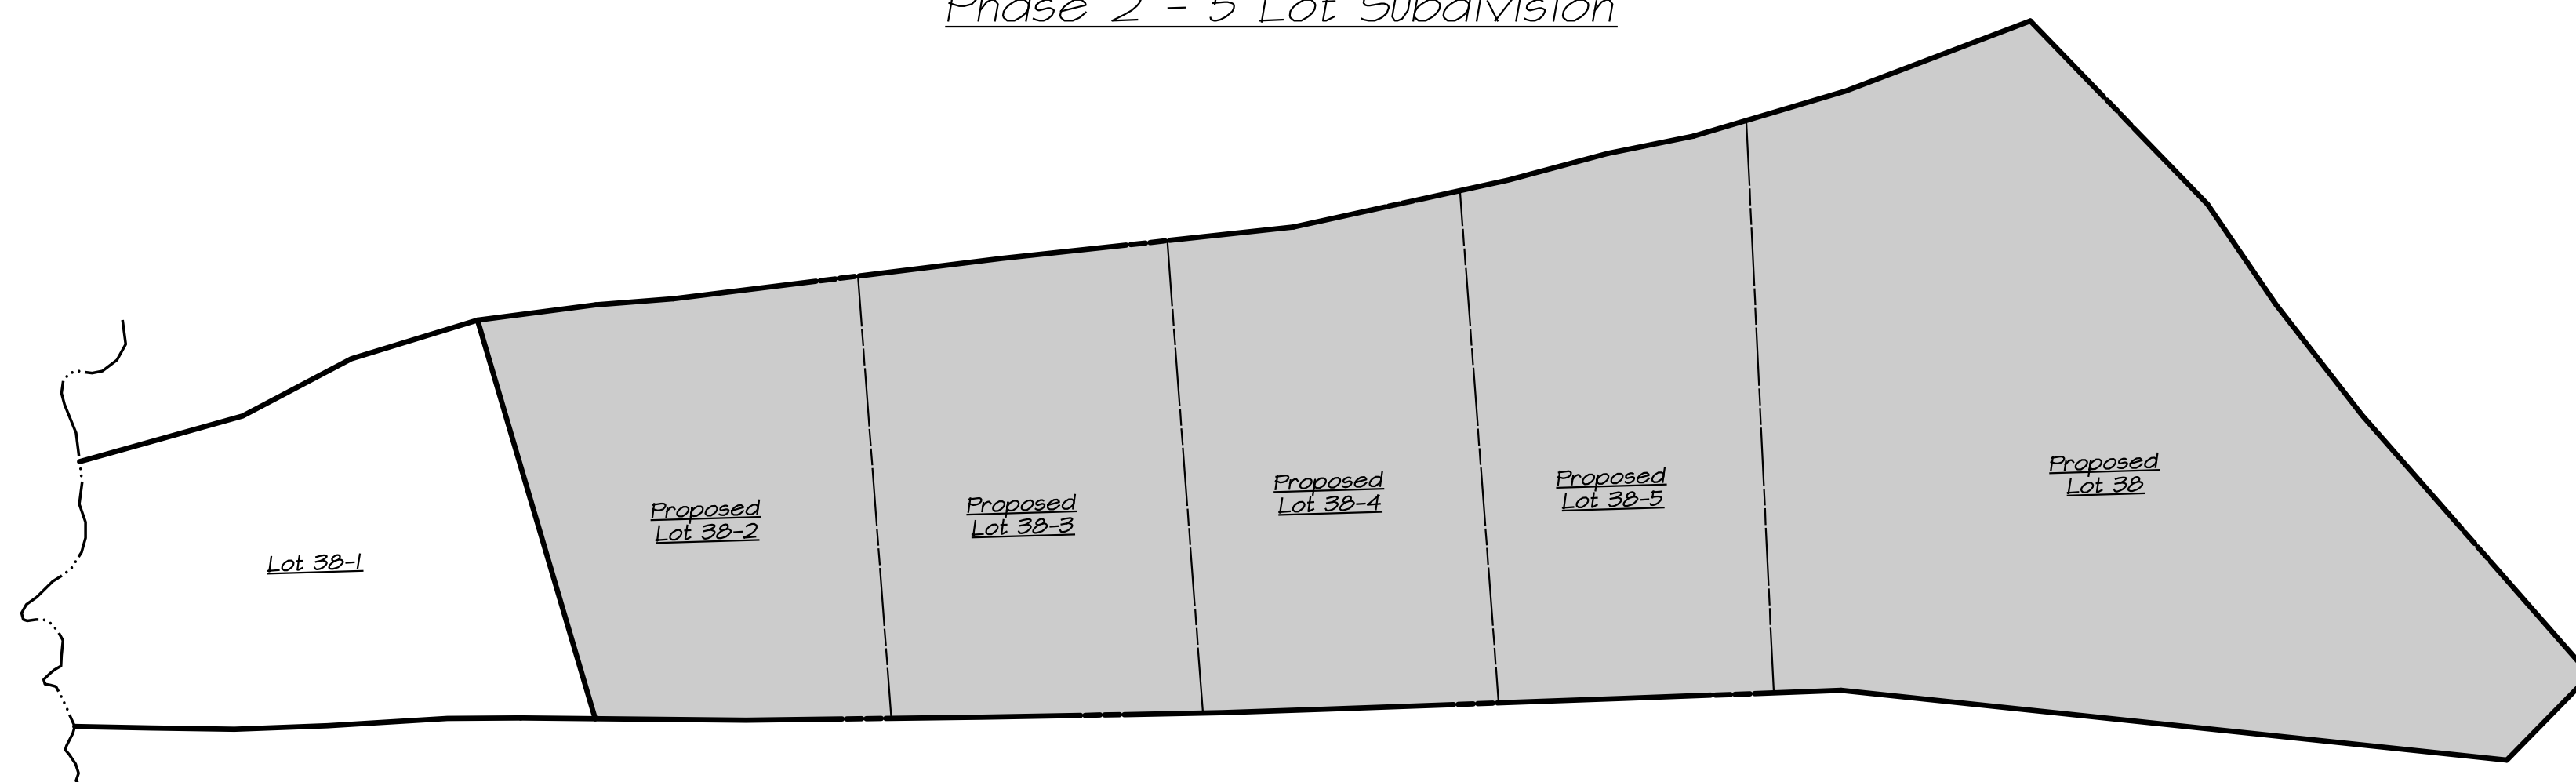 Phase 2 - 5 Lot Subdivision
Lot 38-1
Proposed
Lot 38-2
Proposed
Lot 38-3
Proposed
Lot 38-4
Proposed
Lot 38-5
Proposed
Lot 38